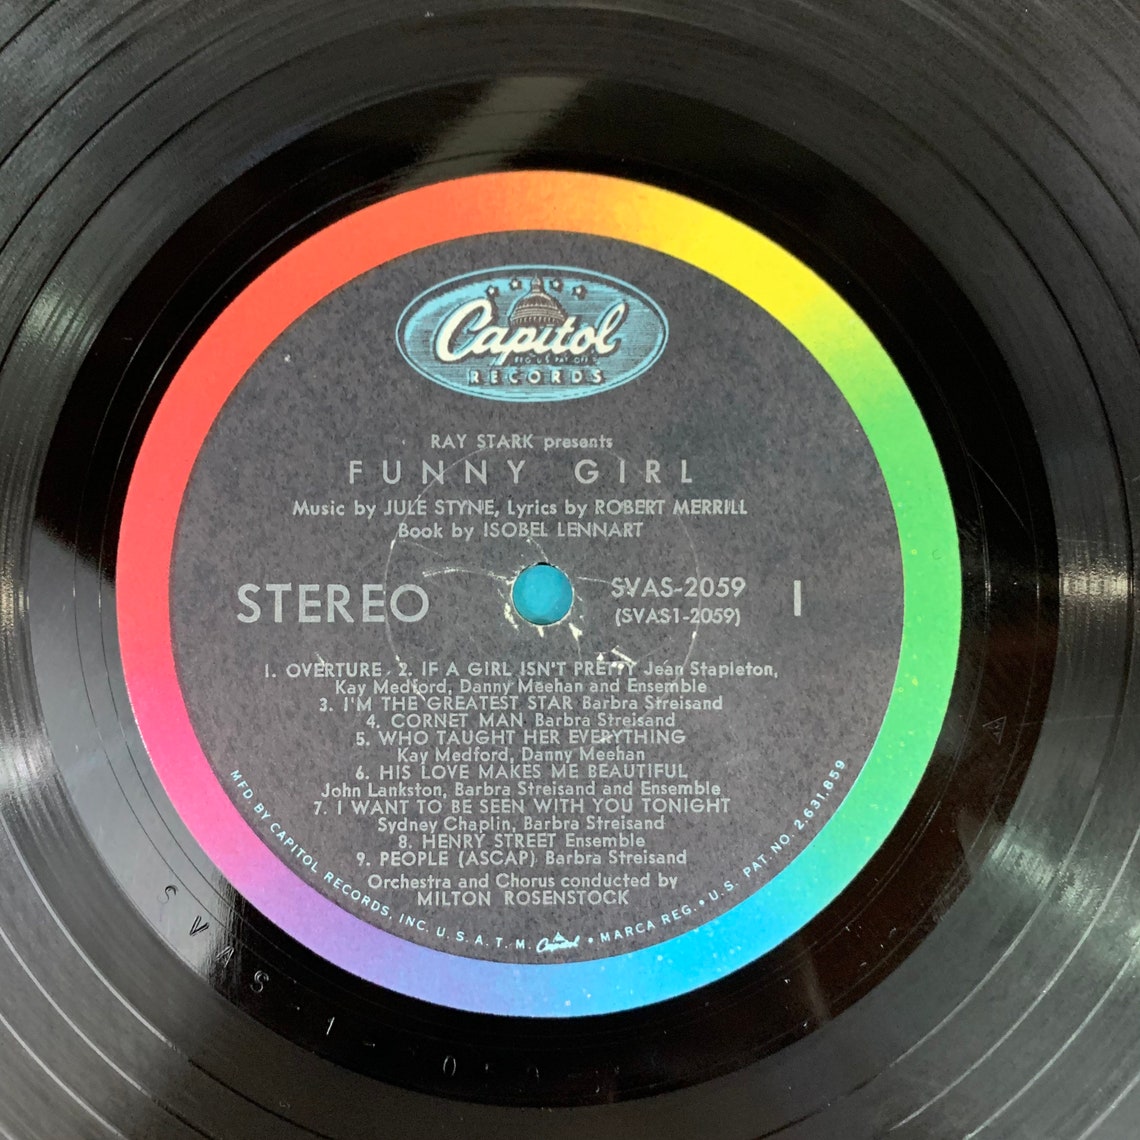 Capitol
REG. U.S. PAT. OFF.
RECORDS
RAY STARK presents
FUNNY GIRL
Music by JULE STYNE, Lyrics by ROBERT MERRILL
Book by ISOBEL LENNART
STEREO
SVAS-2059
(SVAS1-2059)
1
1. OVERTURE - 2. IF A GIRL ISN'T PRETTY Jean Stapleton,
Kay Medford, Danny Meehan and Ensemble
3. I'M THE GREATEST STAR Barbra Streisand
4. CORNET MAN Barbra Streisand
5. WHO TAUGHT HER EVERYTHING
Kay Medford, Danny Meehan
6. HIS LOVE MAKES ME BEAUTIFUL
John Lankston, Barbra Streisand and Ensemble
7. I WANT TO BE SEEN WITH YOU TONIGHT
Sydney Chaplin, Barbra Streisand
8. HENRY STREET Ensemble
9. PEOPLE (ASCAP) Barbra Streisand
Orchestra and Chorus conducted by
MILTON ROSENSTOCK
MFD. BY CAPITOL RECORDS, INC. U.S.A. T.M. Capitol • MARCA REG. • U.S. PAT. NO. 2,631,859
SVAS-1-